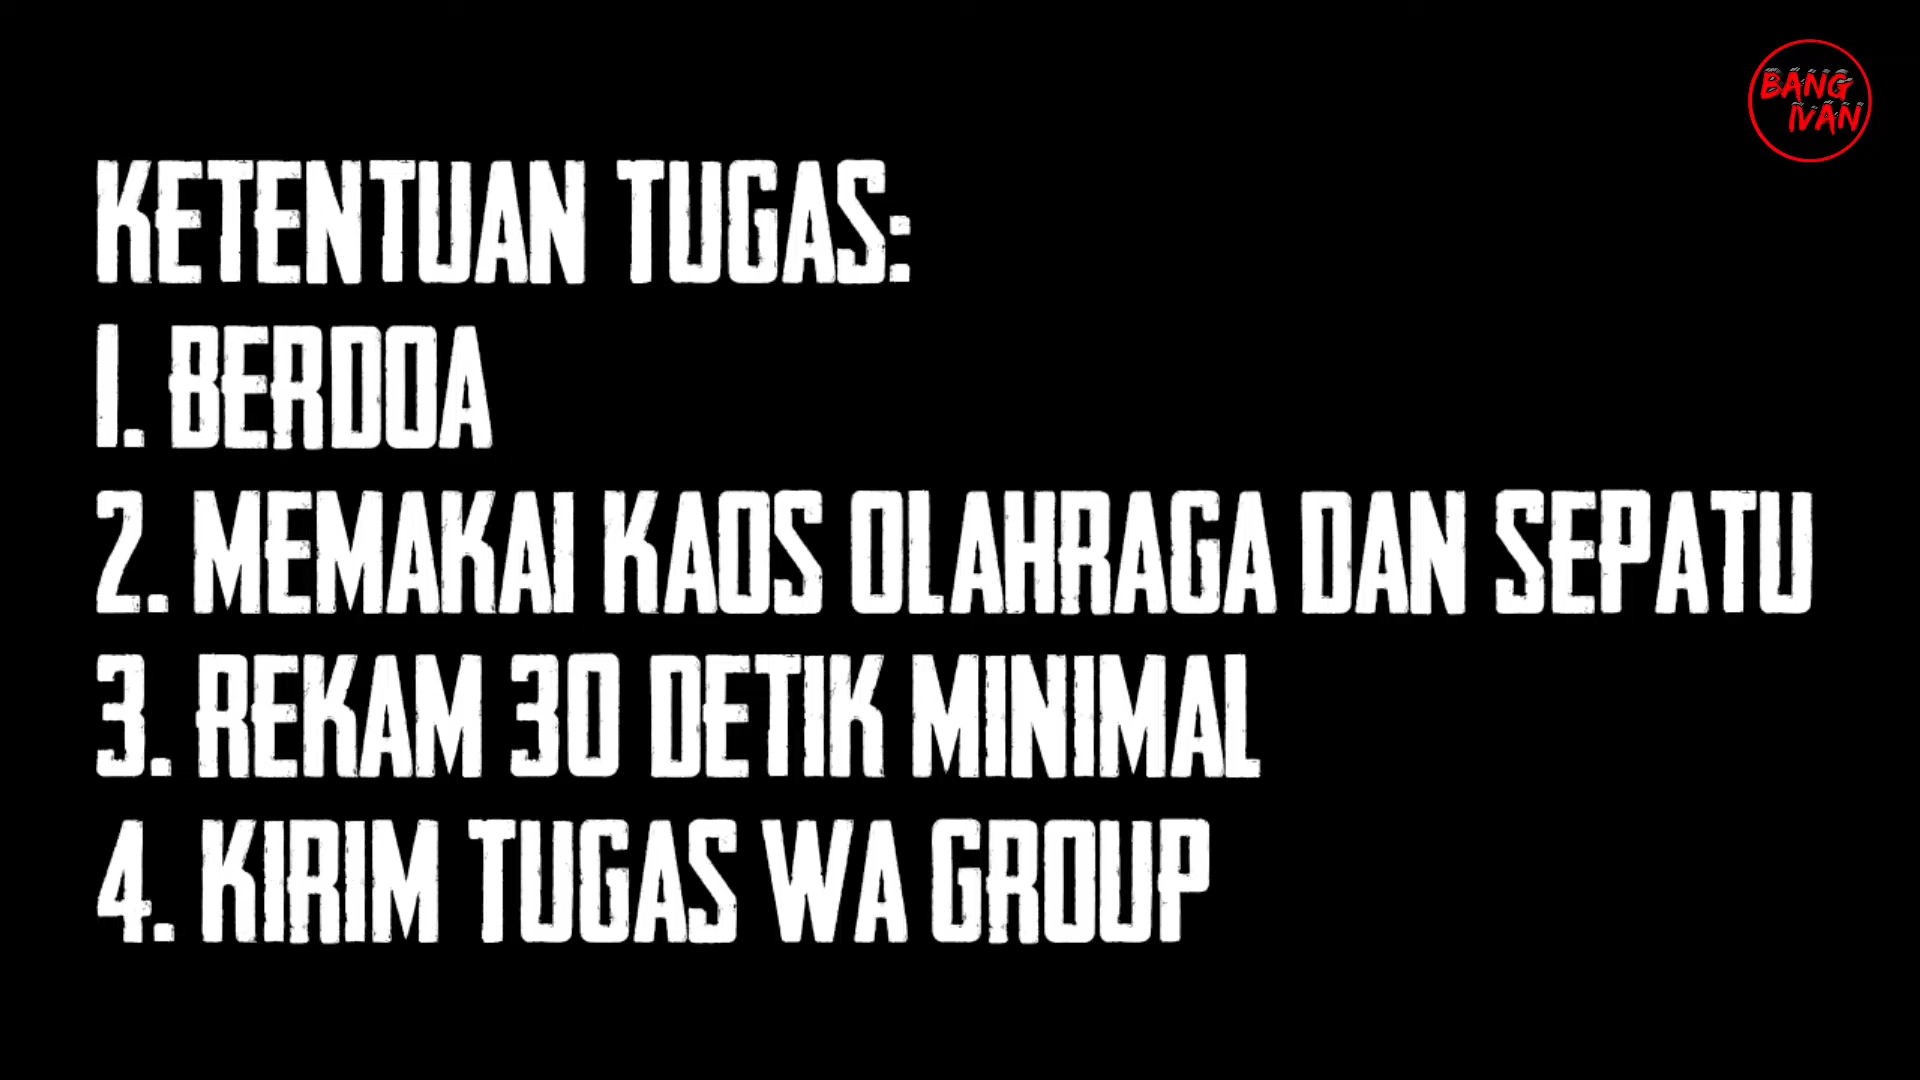 BANG
IVAN
KETENTUAN TUGAS:
1. BERDOA
2. MEMAKAI KAOS OLAHRAGA DAN SEPATU
3. REKAM 30 DETIK MINIMAL
4. KIRIM TUGAS WA GROUP